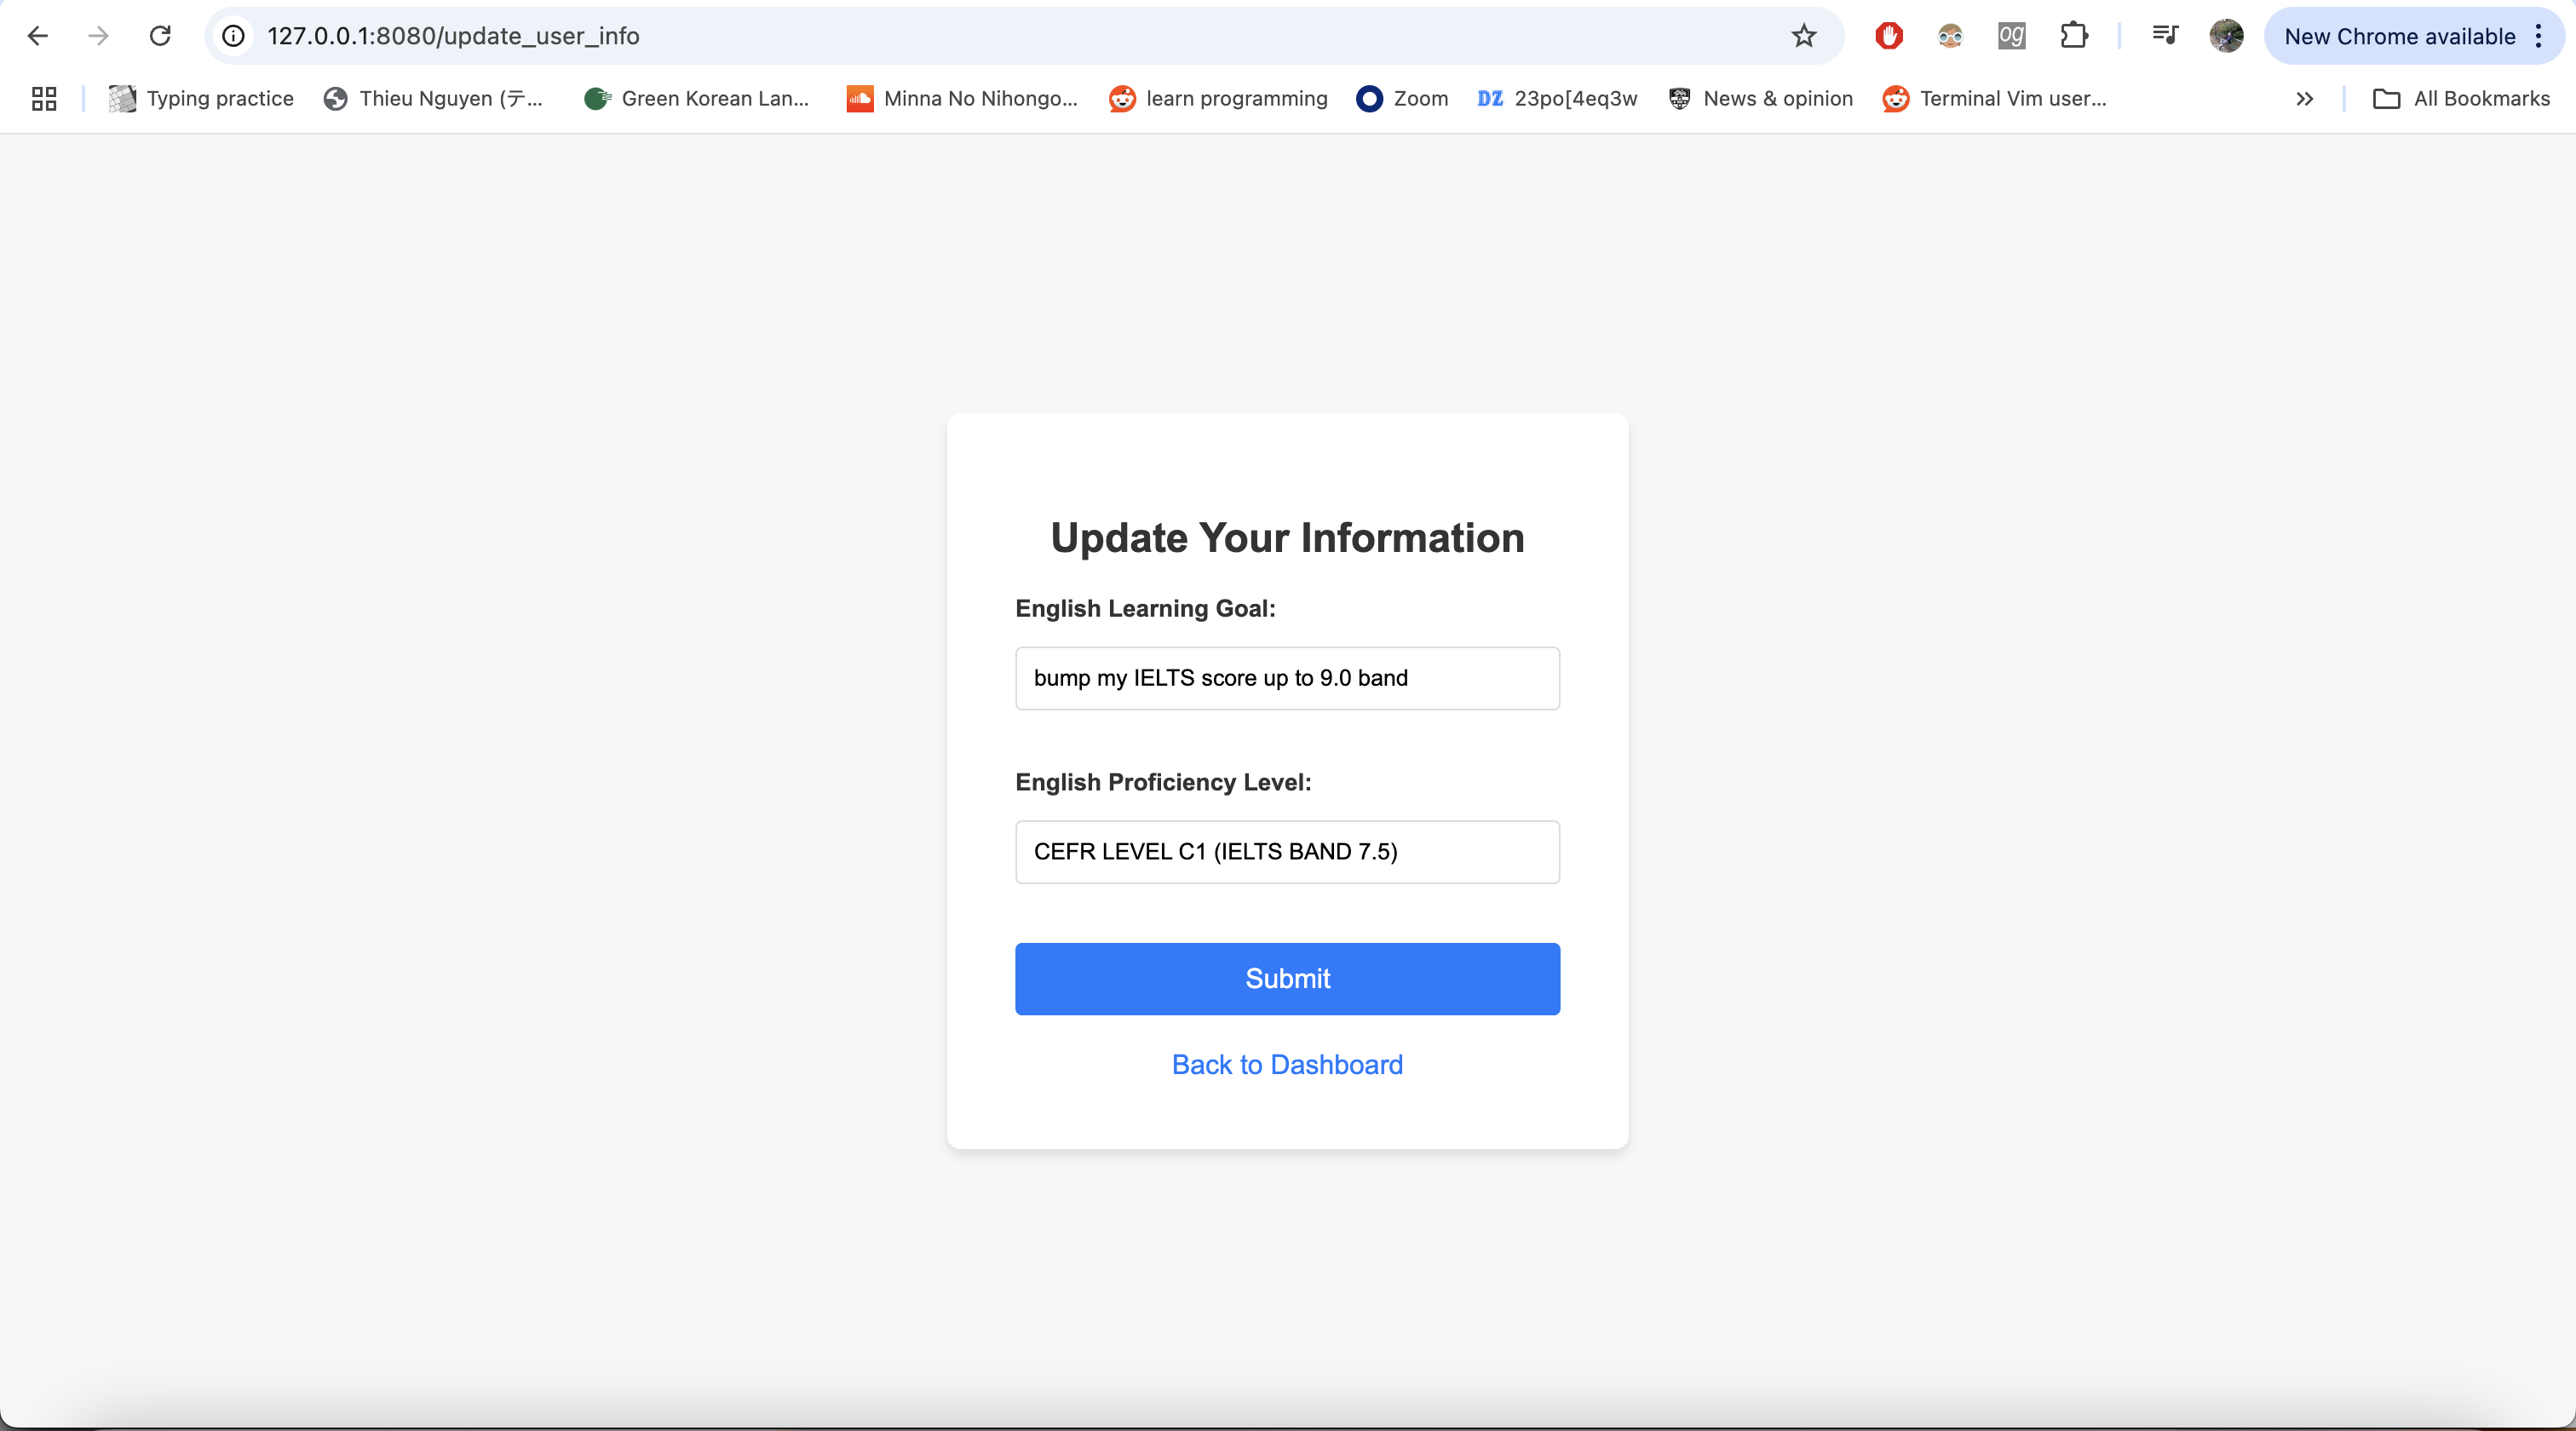 127.0.0.1:8080/update_user_info
og
New Chrome available
Typing practice
Thieu Nguyen (テ...
Green Korean Lan...
Minna No Nihongo...
learn programming
Zoom
DZ 23po[4eq3w
News & opinion
Terminal Vim user...
All Bookmarks
Update Your Information
English Learning Goal:
bump my IELTS score up to 9.0 band
English Proficiency Level:
CEFR LEVEL C1 (IELTS BAND 7.5)
Submit
Back to Dashboard